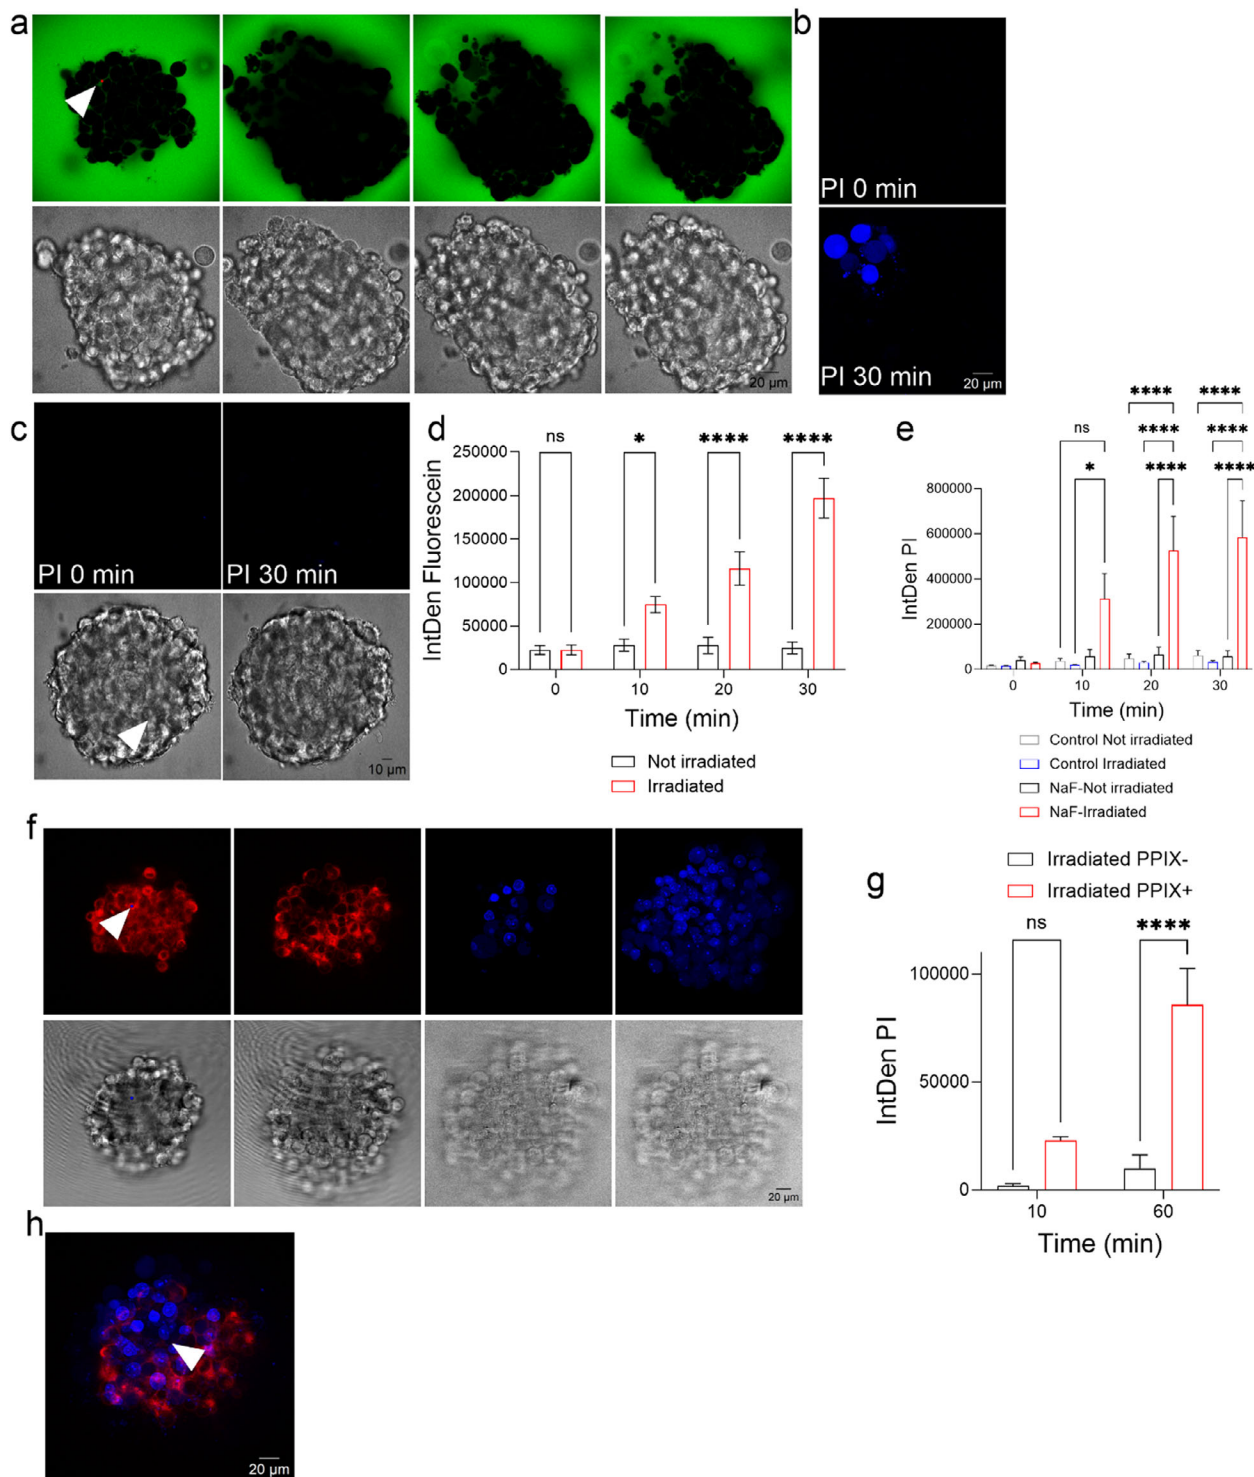 a
b
PI 0 min
20 µm
PI 30 min
20 µm
c
PI 0 min
PI 30 min
10 µm
d
ns
*
****
****
250000
200000
150000
100000
50000
0
IntDen Fluorescein
0
10
20
30
Time (min)
Not irradiated
Irradiated
e
****
****
ns
****
****
*
****
****
800000
600000
400000
200000
0
IntDen PI
0
10
20
30
Time (min)
Control Not irradiated
Control Irradiated
NaF-Not irradiated
NaF-Irradiated
f
20 µm
g
Irradiated PPIX-
Irradiated PPIX+
ns
****
100000
50000
0
IntDen PI
10
60
Time (min)
h
20 µm